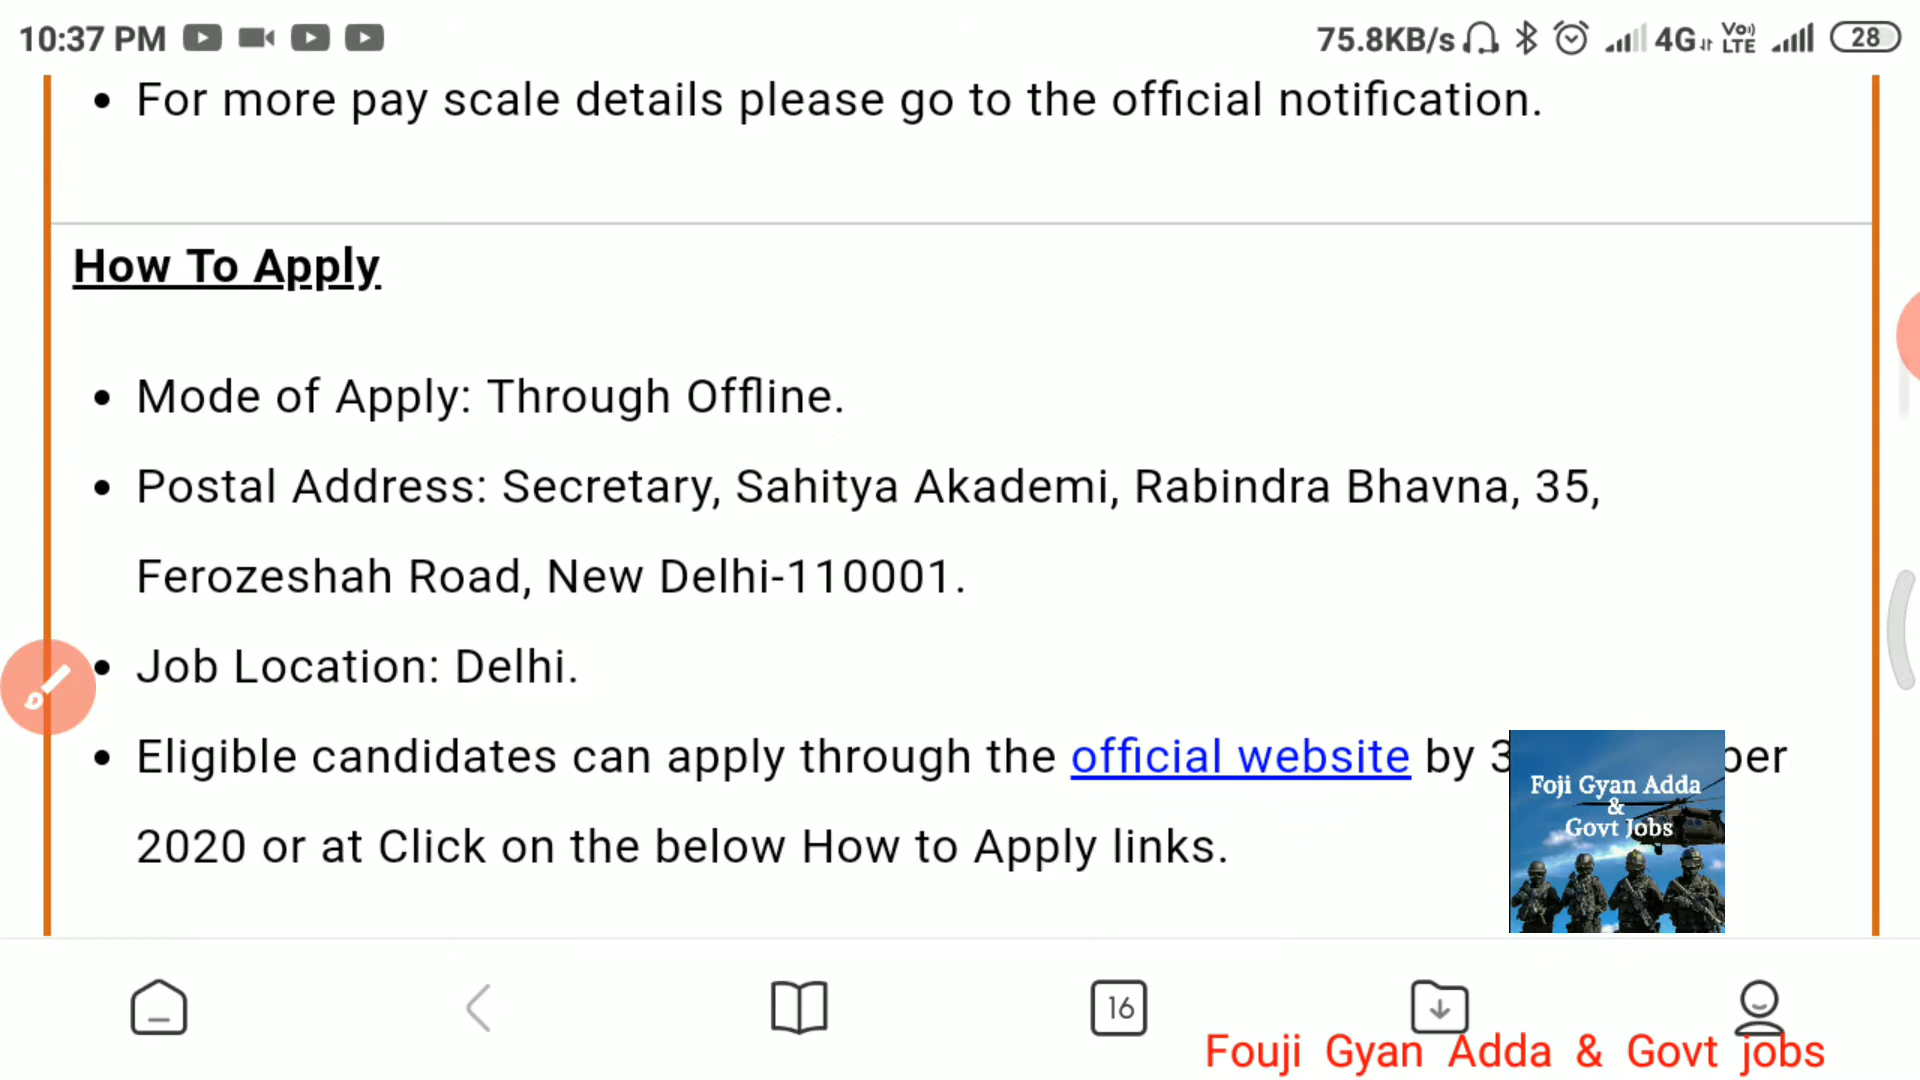 10:37 PM 75.8KB/s 4G VoLTE 28
• For more pay scale details please go to the official notification.
How To Apply
• Mode of Apply: Through Offline.
• Postal Address: Secretary, Sahitya Akademi, Rabindra Bhavna, 35,
Ferozeshah Road, New Delhi-110001.
• Job Location: Delhi.
• Eligible candidates can apply through the official website by
2020 or at Click on the below How to Apply links.
Foji Gyan Adda
&
Govt Jobs
16
Fouji Gyan Adda & Govt jobs